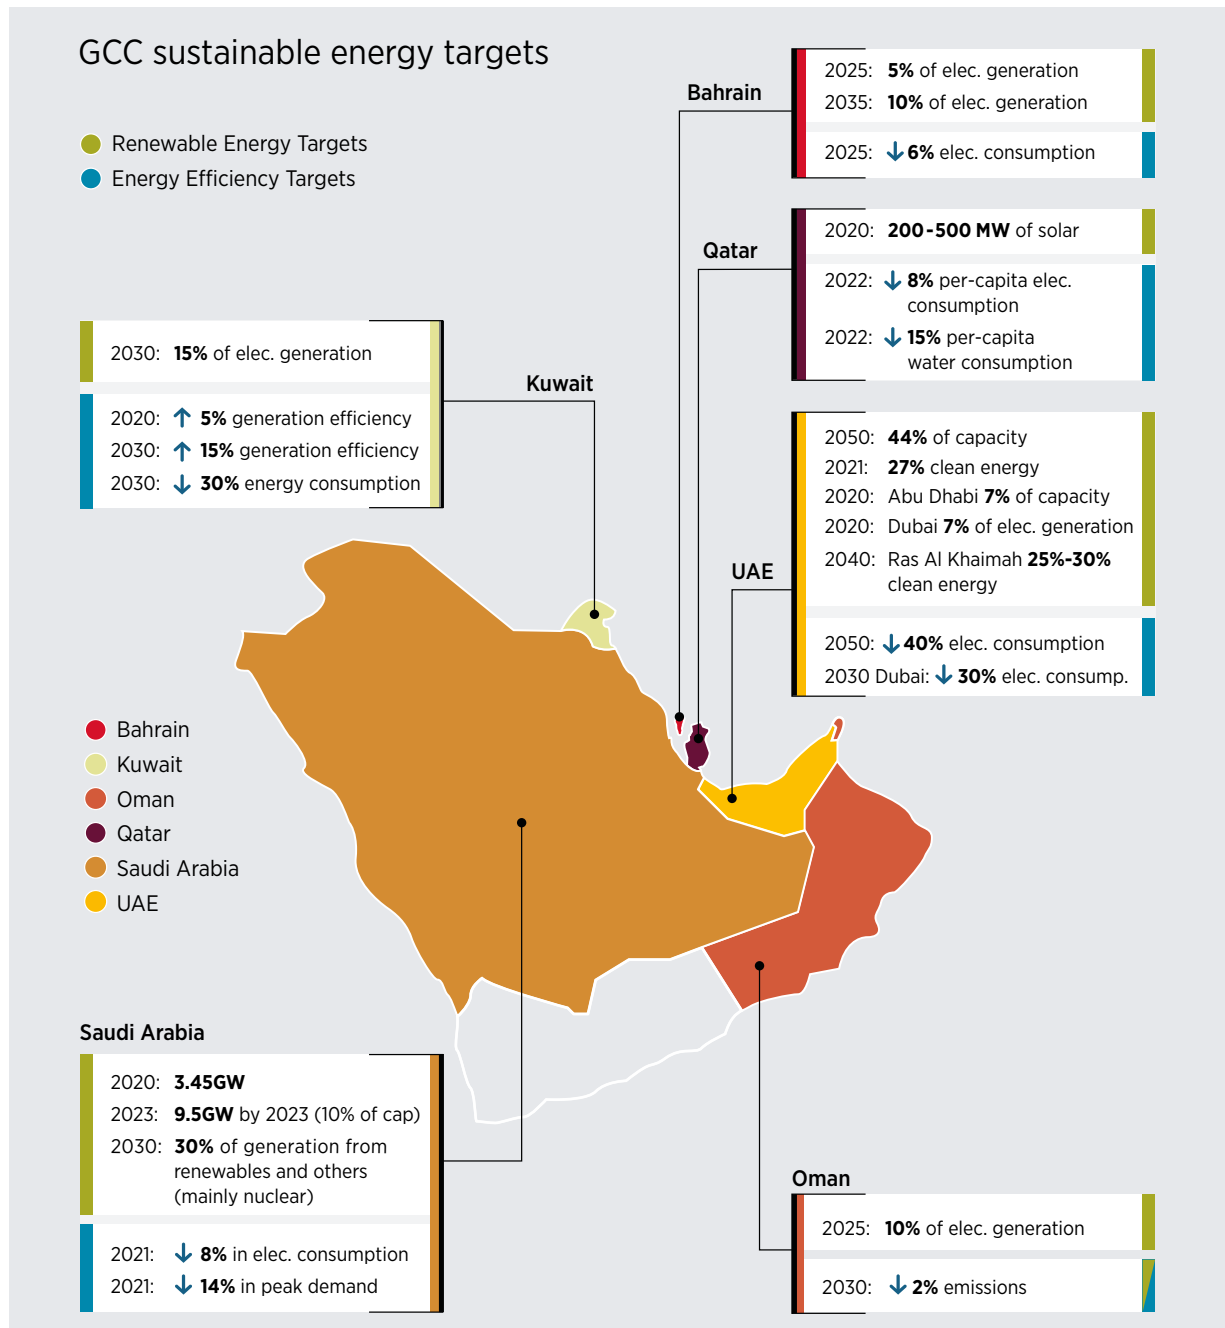 GCC sustainable energy targets
Renewable Energy Targets
Energy Efficiency Targets
Bahrain
2025: 5% of elec. generation
2035: 10% of elec. generation
2025: ↓ 6% elec. consumption
Qatar
2020: 200-500 MW of solar
2022: ↓ 8% per-capita elec.
consumption
2022: ↓ 15% per-capita
water consumption
Kuwait
2030: 15% of elec. generation
2020: ↑ 5% generation efficiency
2030: ↑ 15% generation efficiency
2030: ↓ 30% energy consumption
UAE
2050: 44% of capacity
2021: 27% clean energy
2020: Abu Dhabi 7% of capacity
2020: Dubai 7% of elec. generation
2040: Ras Al Khaimah 25%-30%
clean energy
2050: ↓ 40% elec. consumption
2030 Dubai: ↓ 30% elec. consump.
Bahrain
Kuwait
Oman
Qatar
Saudi Arabia
UAE
Saudi Arabia
2020: 3.45GW
2023: 9.5GW by 2023 (10% of cap)
2030: 30% of generation from
renewables and others
(mainly nuclear)
2021: ↓ 8% in elec. consumption
2021: ↓ 14% in peak demand
Oman
2025: 10% of elec. generation
2030: ↓ 2% emissions